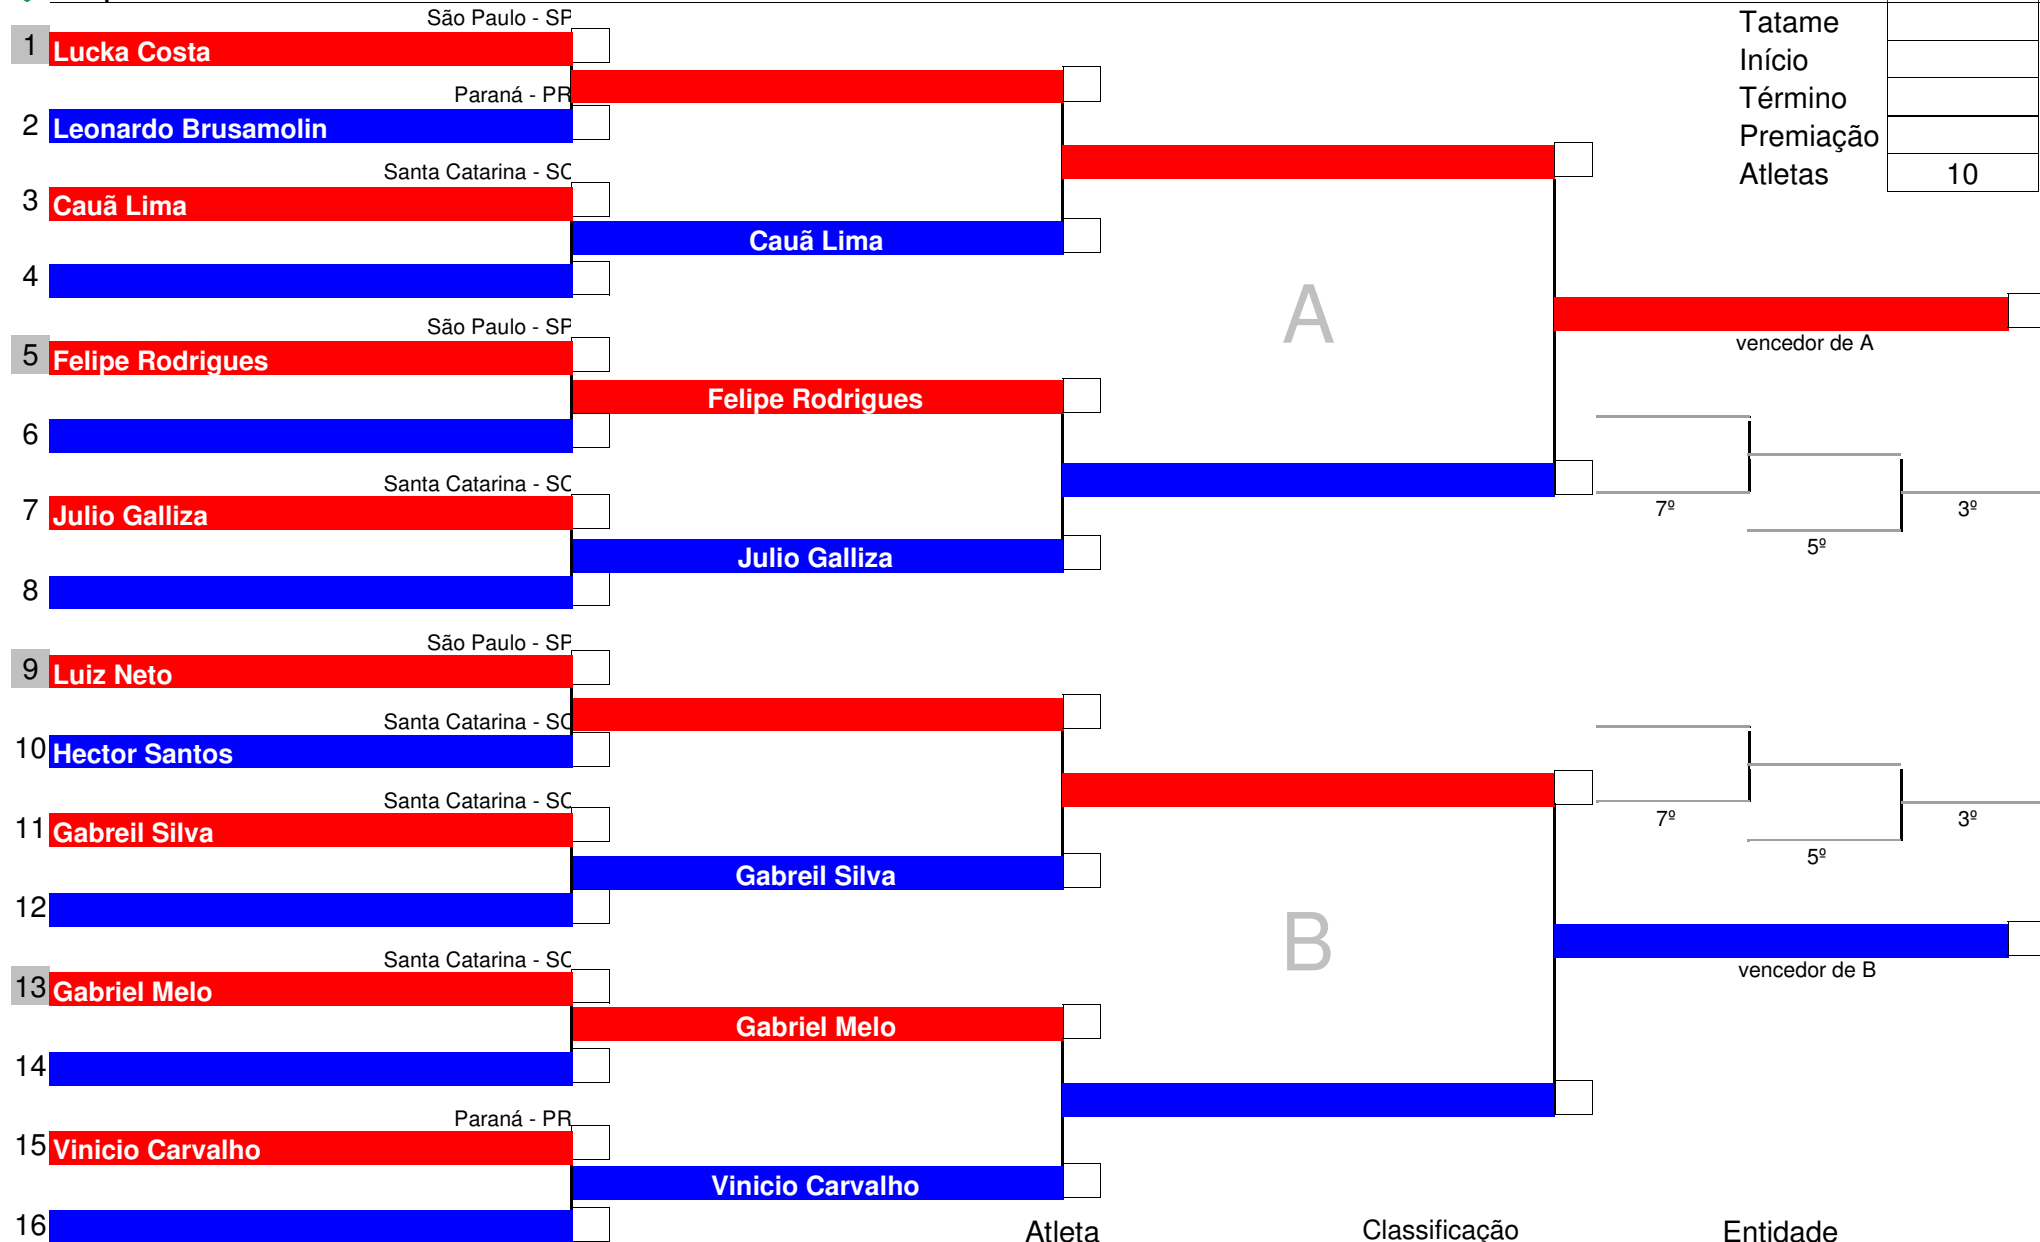 São Paulo - SP
1 Lucka Costa
Tatame
Início
Paraná - PR
Término
2 Leonardo Brusamolin
Premiação
Santa Catarina - SC
Atletas 10
3 Cauã Lima
Cauã Lima
4
A
São Paulo - SP
vencedor de A
5 Felipe Rodrigues
Felipe Rodrigues
6
Santa Catarina - SC
7 Julio Galliza
7º 3º
5º
Julio Galliza
8
São Paulo - SP
9 Luiz Neto
Santa Catarina - SC
10 Hector Santos
Santa Catarina - SC
7º 3º
11 Gabreil Silva
5º
Gabreil Silva
12
B
Santa Catarina - SC
vencedor de B
13 Gabriel Melo
Gabriel Melo
14
Paraná - PR
15 Vinicio Carvalho
Vinicio Carvalho
16
Atleta Classificação Entidade